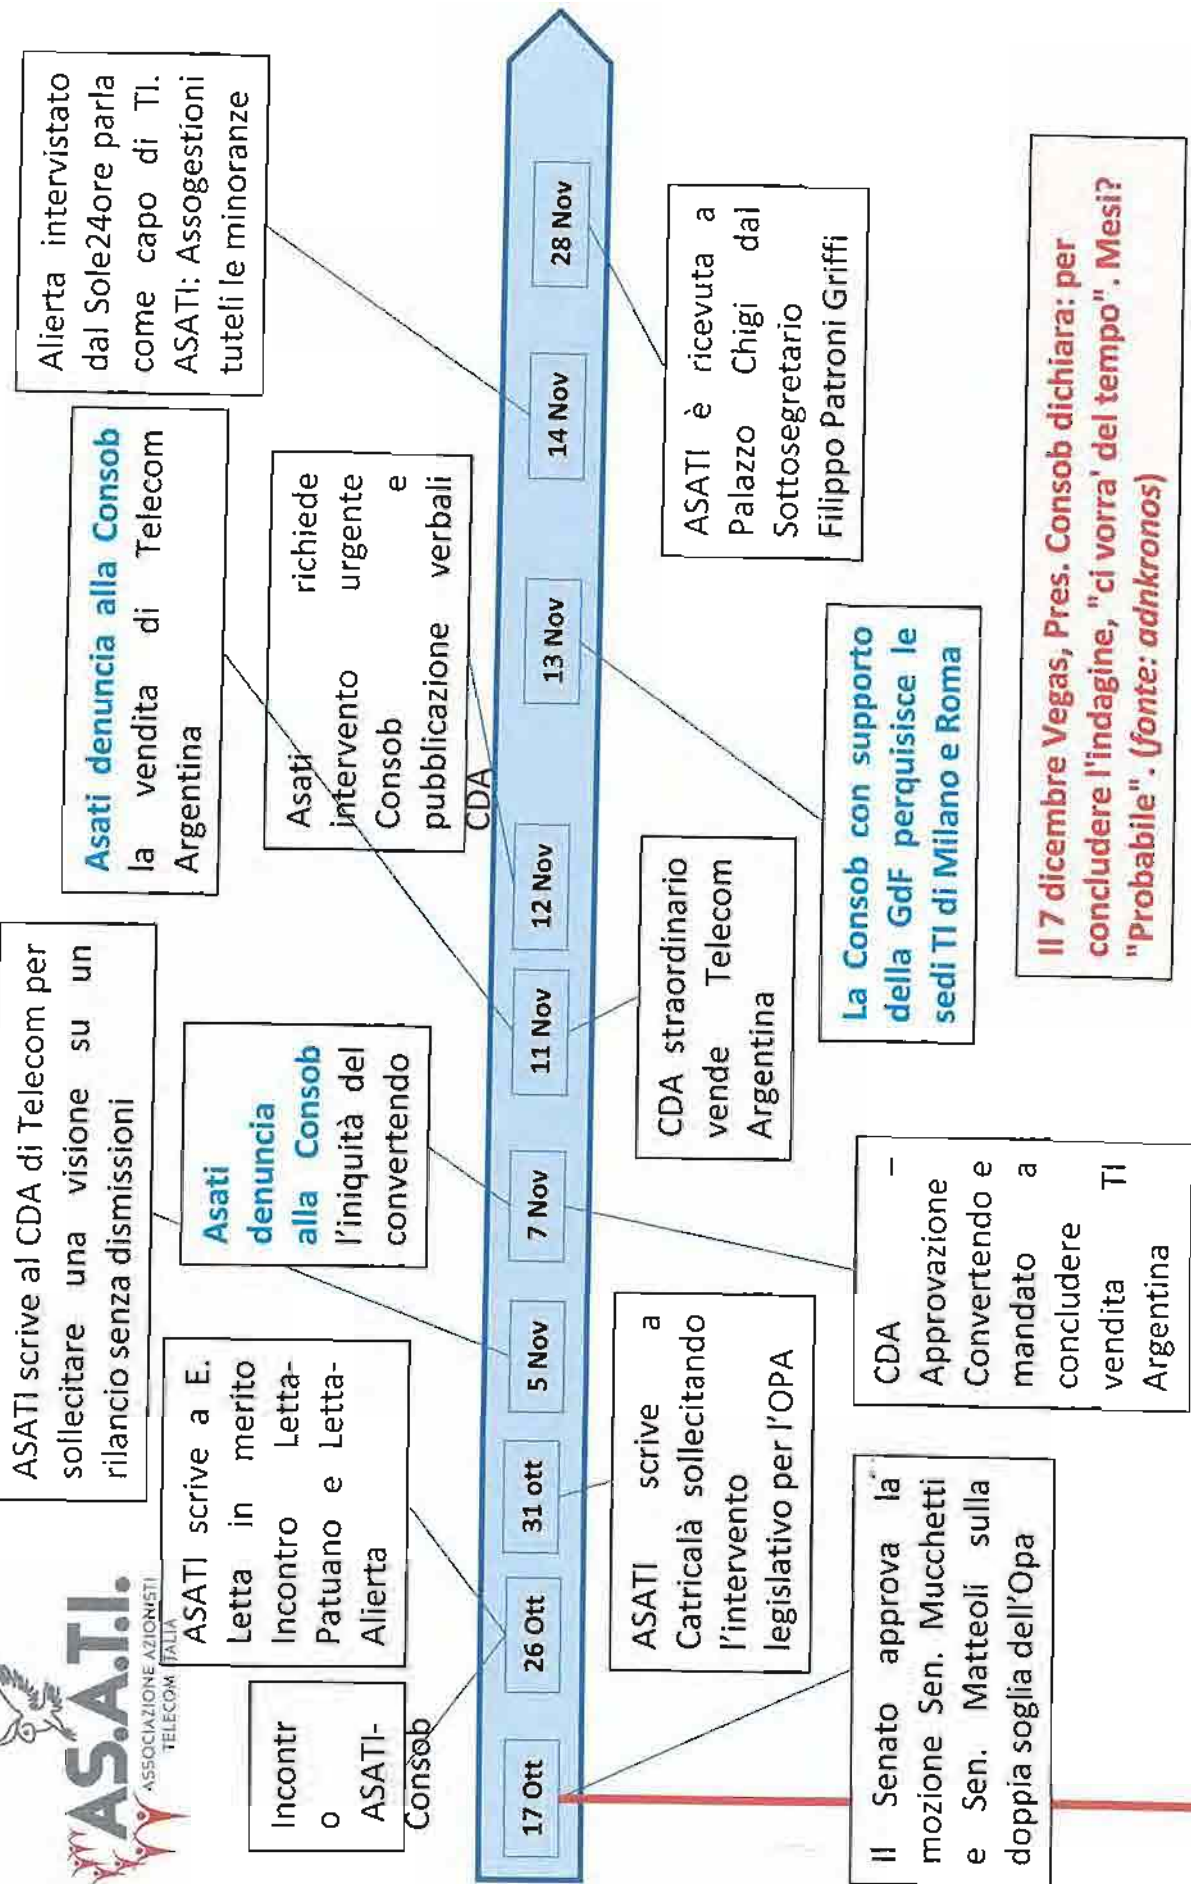 AS.A.T.I.
ASSOCIAZIONE AZIONISTI
TELECOM ITALIA
ASATI scrive al CDA di Telecom per
sollecitare una visione su un
rilancio senza dismissioni
Asati denuncia alla Consob
la vendita di Telecom
Argentina
Alierta intervistato
dal Sole24ore parla
come capo di TI.
ASATI: Assogestioni
tuteli le minoranze
Incontr
o
ASATI-
Consob
ASATI scrive a E.
Letta in merito
Incontro Letta-
Patuano e Letta-
Alierta
Asati
denuncia
alla Consob
l'iniquità del
convertendo
Asati richiede
intervento urgente
Consob e
pubblicazione verbali
CDA
17 Ott
26 Ott
31 ott
5 Nov
7 Nov
11 Nov
12 Nov
13 Nov
14 Nov
28 Nov
ASATI scrive a
Catricalà sollecitando
l'intervento
legislativo per l'OPA
CDA straordinario
vende Telecom
Argentina
ASATI è ricevuta a
Palazzo Chigi dal
Sottosegretario
Filippo Patroni Griffi
Il Senato approva la
mozione Sen. Mucchetti
e Sen. Matteoli sulla
doppia soglia dell'Opa
CDA –
Approvazione
Convertendo e
mandato a
concludere
vendita TI
Argentina
La Consob con supporto
della GdF perquisisce le
sedi TI di Milano e Roma
Il 7 dicembre Vegas, Pres. Consob dichiara: per
concludere l'indagine, "ci vorra' del tempo". Mesi?
"Probabile". (fonte: adnkronos)